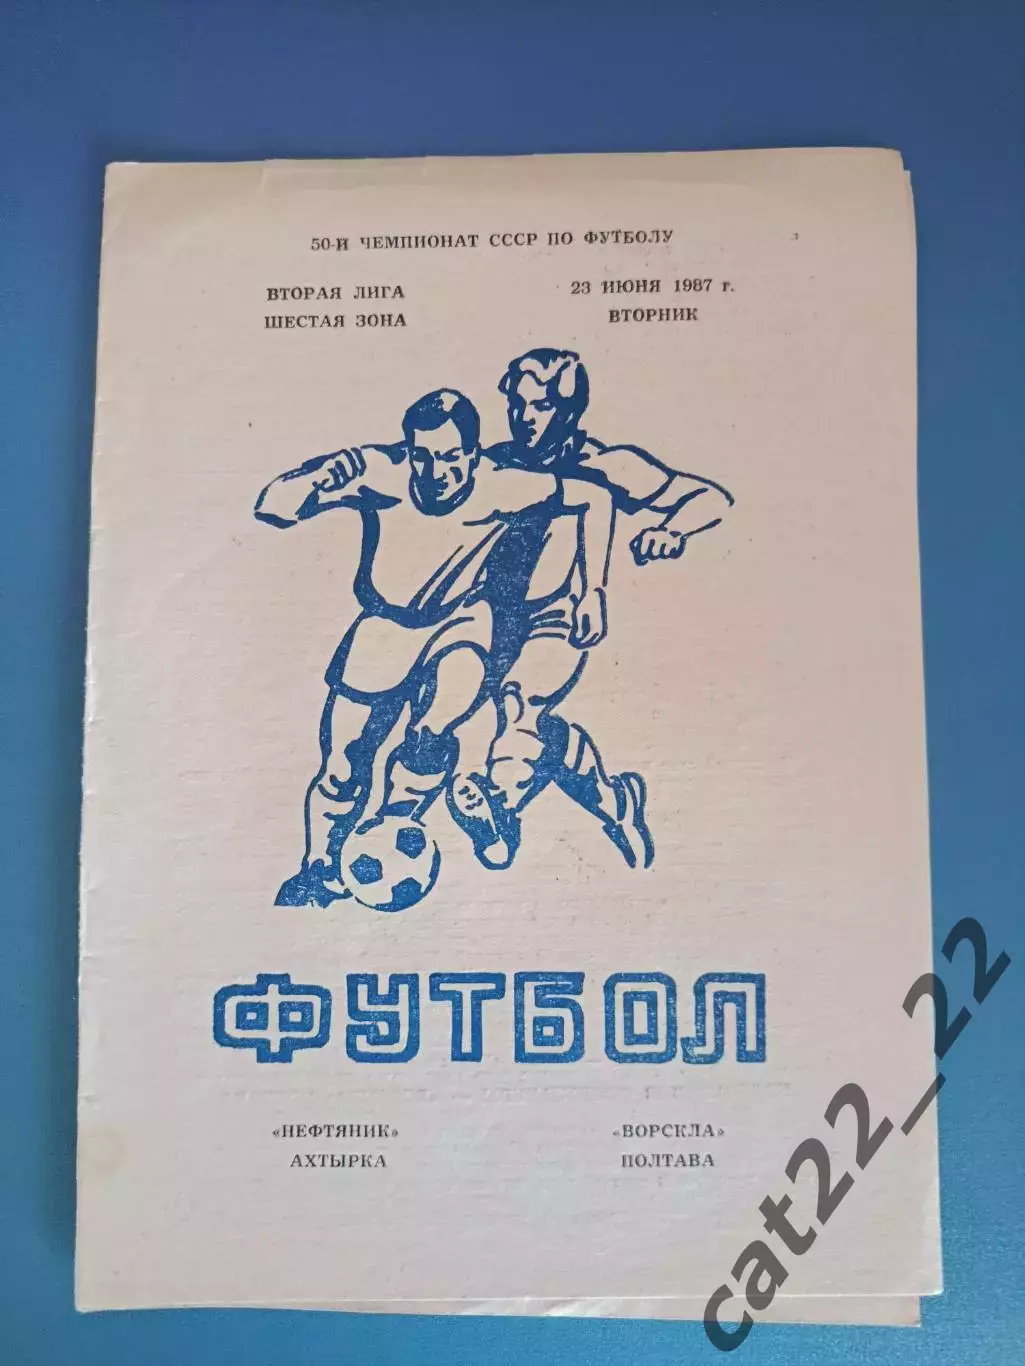 50-Й ЧЕМПИОНАТ СССР ПО ФУТБОЛУ
ВТОРАЯ ЛИГА
ШЕСТАЯ ЗОНА
23 ИЮНЯ 1987 г.
ВТОРНИК
ФУТБОЛ
«НЕФТЯНИК»
АХТЫРКА
«ВОРСКЛА»
ПОЛТАВА
cat22_22